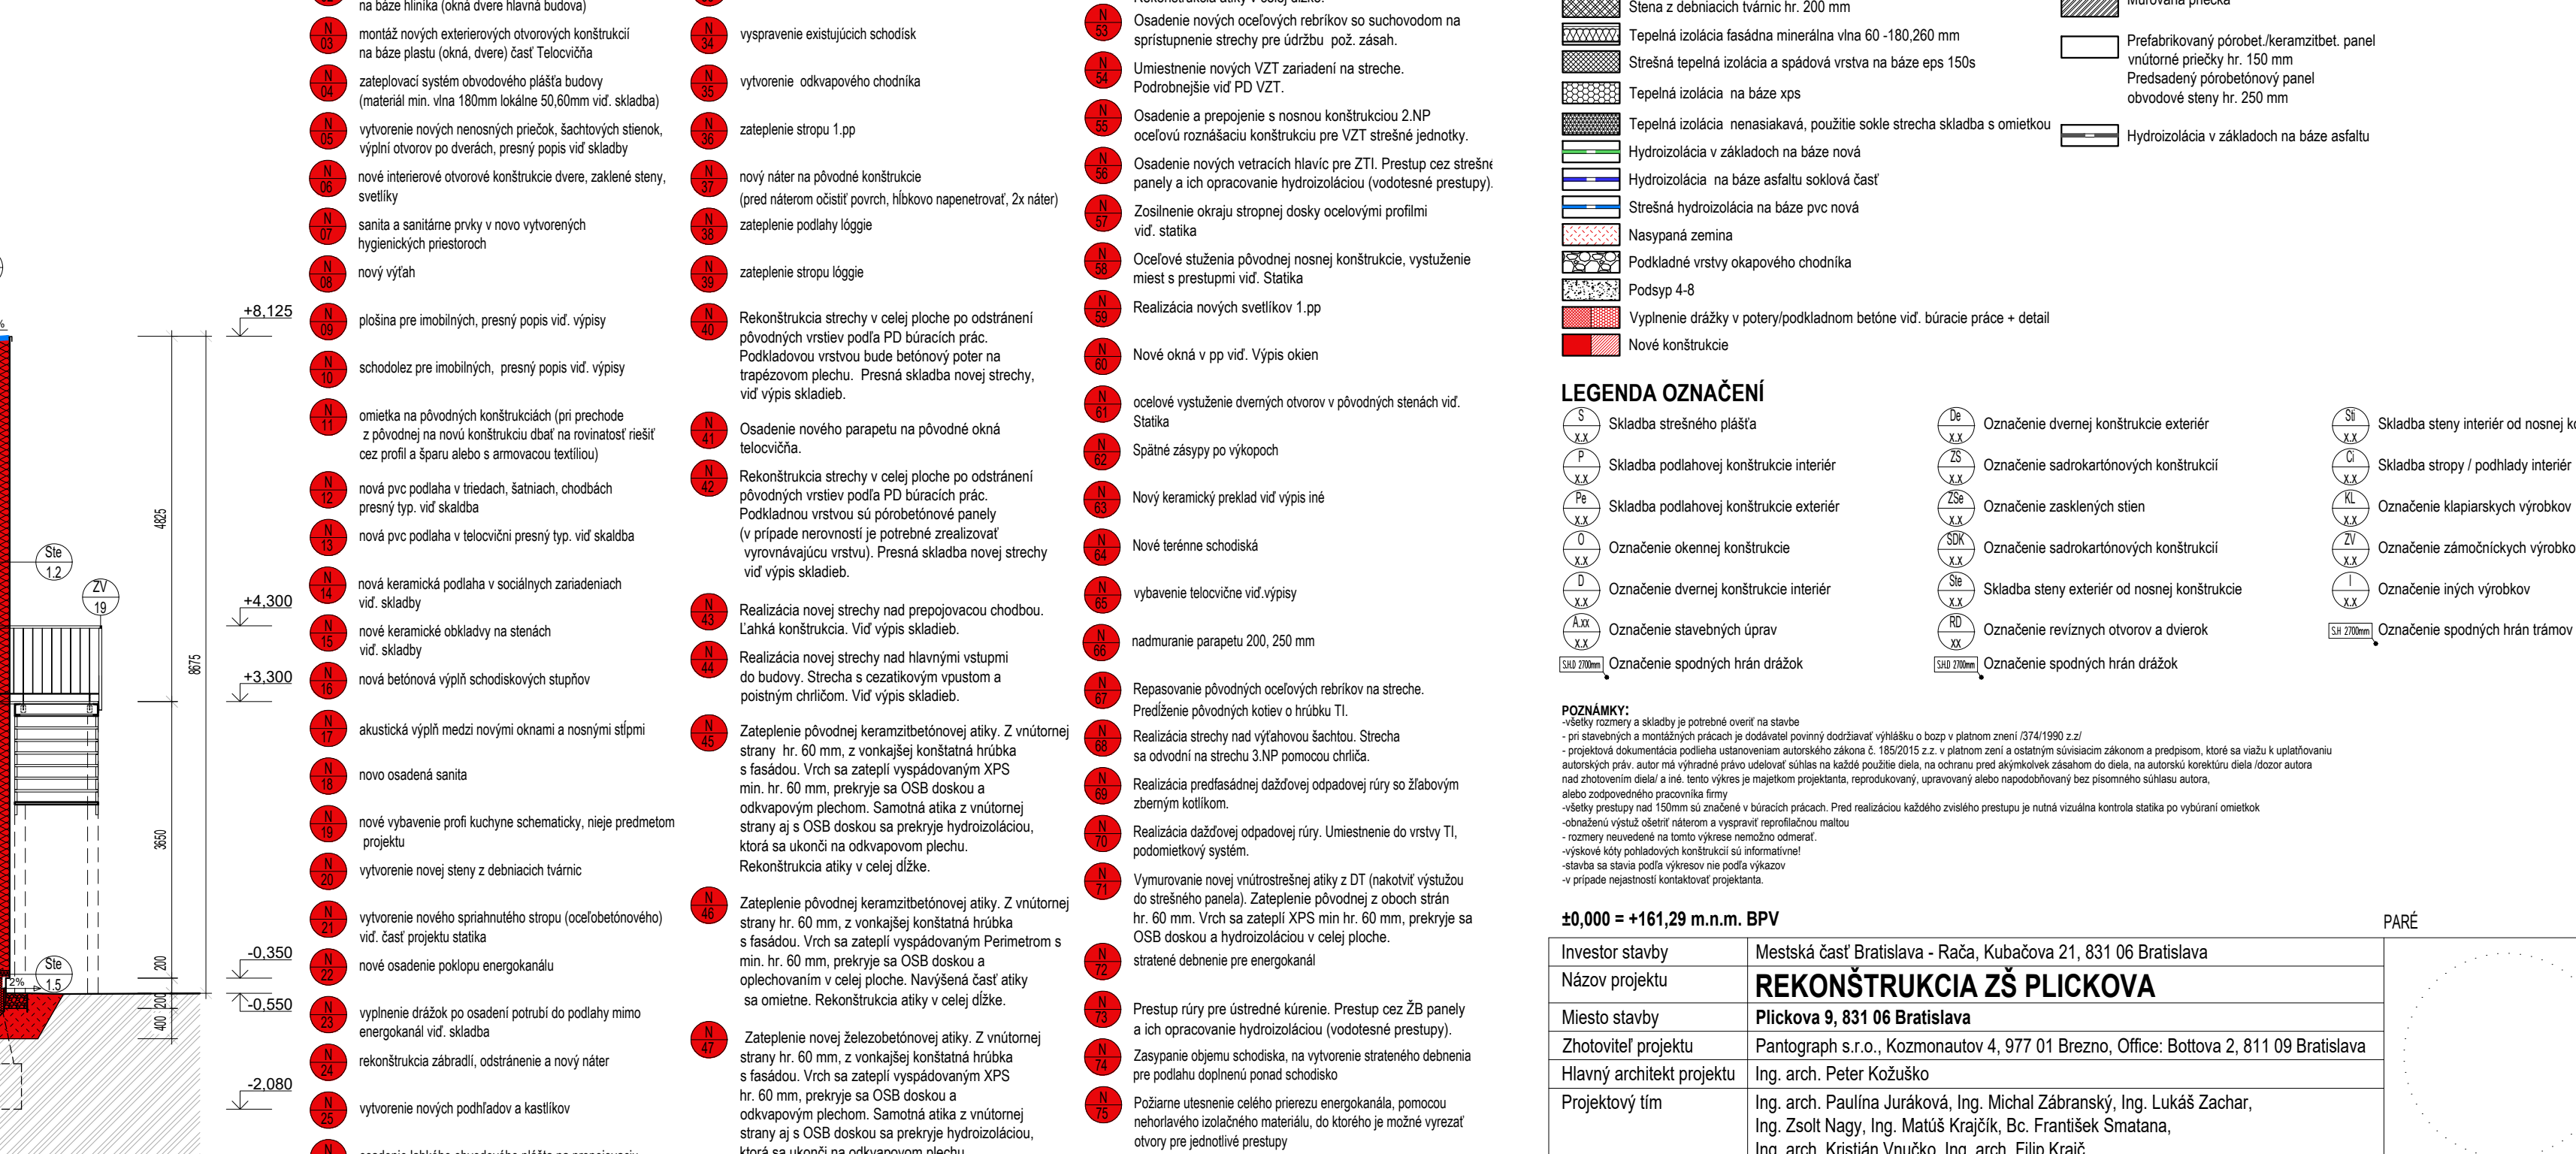 na báze hliníka (okná dvere hlavná budova)
N
03
montáž nových exterierových otvorových konštrukcií
na báze plastu (okná, dvere) časť Telocvičňa
N
04
zateplovací systém obvodového plášťa budovy
(materiál min. vlna 180mm lokálne 50,60mm viď. skladba)
N
05
vytvorenie nových nenosných priečok, šachtových stienok,
výplní otvorov po dverách, presný popis viď skladby
N
06
nové interierové otvorové konštrukcie dvere, zaklené steny,
svetlíky
N
07
sanita a sanitárne prvky v novo vytvorených
hygienických priestoroch
N
08
nový výťah
N
09
plošina pre imobilných, presný popis viď. výpisy
N
10
schodolez pre imobilných, presný popis viď. výpisy
N
11
omietka na pôvodných konštrukciách (pri prechode
z pôvodnej na novú konštrukciu dbať na rovinatosť riešiť
cez profil a šparu alebo s armovacou textíliou)
N
12
nová pvc podlaha v triedach, šatniach, chodbách
presný typ. viď skaldba
N
13
nová pvc podlaha v telocvični presný typ. viď skaldba
N
14
nová keramická podlaha v sociálnych zariadeniach
viď. skladby
N
15
nové keramické obkladvy na stenách
viď. skladby
N
16
nová betónová výplň schodiskových stupňov
N
17
akustická výplň medzi novými oknami a nosnými stĺpmi
N
18
novo osadená sanita
N
19
nové vybavenie profi kuchyne schematicky, nieje predmetom
projektu
N
20
vytvorenie novej steny z debniacich tvárnic
N
21
vytvorenie nového spriahnutého stropu (oceľobetónového)
viď. časť projektu statika
N
22
nové osadenie poklopu energokanálu
N
23
vyplnenie drážok po osadení potrubí do podlahy mimo
energokanál viď. skladba
N
24
rekonštrukcia zábradlí, odstránenie a nový náter
N
25
vytvorenie nových podhľadov a kastlíkov
+8,125
4825
Ste
1.2
ZV
19
+4,300
8675
+3,300
3650
-0,350
200
Ste
1.5
2%
-0,550
200
400
-2,080
N
34
vyspravenie existujúcich schodísk
N
35
vytvorenie odkvapového chodníka
N
36
zateplenie stropu 1.pp
N
37
nový náter na pôvodné konštrukcie
(pred náterom očistiť povrch, hĺbkovo napenetrovať, 2x náter)
N
38
zateplenie podlahy lóggie
N
39
zateplenie stropu lóggie
N
40
Rekonštrukcia strechy v celej ploche po odstránení
pôvodných vrstiev podľa PD búracích prác.
Podkladovou vrstvou bude betónový poter na
trapézovom plechu. Presná skladba novej strechy,
viď výpis skladieb.
N
41
Osadenie nového parapetu na pôvodné okná
telocvičňa.
N
42
Rekonštrukcia strechy v celej ploche po odstránení
pôvodných vrstiev podľa PD búracích prác.
Podkladnou vrstvou sú pórobetónové panely
(v prípade nerovností je potrebné zrealizovať
vyrovnávajúcu vrstvu). Presná skladba novej strechy
viď výpis skladieb.
N
43
Realizácia novej strechy nad prepojovacou chodbou.
Ľahká konštrukcia. Viď výpis skladieb.
N
44
Realizácia novej strechy nad hlavnými vstupmi
do budovy. Strecha s cezatikovým vpustom a
poistným chrličom. Viď výpis skladieb.
N
45
Zateplenie pôvodnej keramzitbetónovej atiky. Z vnútornej
strany hr. 60 mm, z vonkajšej konštatná hrúbka
s fasádou. Vrch sa zateplí vyspádovaným XPS
min. hr. 60 mm, prekryje sa OSB doskou a
odkvapovým plechom. Samotná atika z vnútornej
strany aj s OSB doskou sa prekryje hydroizoláciou,
ktorá sa ukonči na odkvapovom plechu.
Rekonštrukcia atiky v celej dĺžke.
N
46
Zateplenie pôvodnej keramzitbetónovej atiky. Z vnútornej
strany hr. 60 mm, z vonkajšej konštatná hrúbka
s fasádou. Vrch sa zateplí vyspádovaným Perimetrom s
min. hr. 60 mm, prekryje sa OSB doskou a
oplechovaním v celej ploche. Navýšená časť atiky
sa omietne. Rekonštrukcia atiky v celej dĺžke.
N
47
Zateplenie novej železobetónovej atiky. Z vnútornej
strany hr. 60 mm, z vonkajšej konštatná hrúbka
s fasádou. Vrch sa zateplí vyspádovaným XPS
hr. 60 mm, prekryje sa OSB doskou a
odkvapovým plechom. Samotná atika z vnútornej
strany aj s OSB doskou sa prekryje hydroizoláciou,
ktorá sa ukonči na odkvapovom plechu.
N
53
Osadenie nových oceľových rebríkov so suchovodom na
sprístupnenie strechy pre údržbu pož. zásah.
N
54
Umiestnenie nových VZT zariadení na streche.
Podrobnejšie viď PD VZT.
N
55
Osadenie a prepojenie s nosnou konštrukciou 2.NP
oceľovú roznášaciu konštrukciu pre VZT strešné jednotky.
N
56
Osadenie nových vetracích hlavíc pre ZTI. Prestup cez strešné
panely a ich opracovanie hydroizoláciou (vodotesné prestupy).
N
57
Zosilnenie okraju stropnej dosky ocelovými profilmi
viď. statika
N
58
Oceľové stuženia pôvodnej nosnej konštrukcie, vystuženie
miest s prestupmi viď. Statika
N
59
Realizácia nových svetlíkov 1.pp
N
60
Nové okná v pp viď. Výpis okien
N
61
ocelové vystuženie dverných otvorov v pôvodných stenách viď.
Statika
N
62
Spätné zásypy po výkopoch
N
63
Nový keramický preklad viď výpis iné
N
64
Nové terénne schodiská
N
65
vybavenie telocvične viď.výpisy
N
66
nadmuranie parapetu 200, 250 mm
N
67
Repasovanie pôvodných oceľových rebríkov na streche.
Predĺženie pôvodných kotiev o hrúbku TI.
N
68
Realizácia strechy nad výťahovou šachtou. Strecha
sa odvodní na strechu 3.NP pomocou chrliča.
N
69
Realizácia predfasádnej dažďovej odpadovej rúry so žľabovým
zberným kotlíkom.
N
70
Realizácia dažďovej odpadovej rúry. Umiestnenie do vrstvy TI,
podomietkový systém.
N
71
Vymurovanie novej vnútrostrešnej atiky z DT (nakotviť výstužou
do strešného panela). Zateplenie pôvodnej z oboch strán
hr. 60 mm. Vrch sa zateplí XPS min hr. 60 mm, prekryje sa
OSB doskou a hydroizoláciou v celej ploche.
N
72
stratené debnenie pre energokanál
N
73
Prestup rúry pre ústredné kúrenie. Prestup cez ŽB panely
a ich opracovanie hydroizoláciou (vodotesné prestupy).
N
74
Zasypanie objemu schodiska, na vytvorenie strateného debnenia
pre podlahu doplnenú ponad schodisko
N
75
Požiarne utesnenie celého prierezu energokanála, pomocou
nehorlavého izolačného materiálu, do ktorého je možné vyrezať
otvory pre jednotlivé prestupy
Stena z debniacich tvárnic hr. 200 mm
Tepelná izolácia fasádna minerálna vlna 60 -180,260 mm
Strešná tepelná izolácia a spádová vrstva na báze eps 150s
Tepelná izolácia na báze xps
Tepelná izolácia nenasiakavá, použitie sokle strecha skladba s omietkou
Hydroizolácia v základoch na báze nová
Hydroizolácia na báze asfaltu soklová časť
Strešná hydroizolácia na báze pvc nová
Nasypaná zemina
Podkladné vrstvy okapového chodníka
Podsyp 4-8
Vyplnenie drážky v potery/podkladnom betóne viď. búracie práce + detail
Nové konštrukcie
Murovaná priečka
Prefabrikovaný pórobet./keramzitbet. panel
vnútorné priečky hr. 150 mm
Predsadený pórobetónový panel
obvodové steny hr. 250 mm
Hydroizolácia v základoch na báze asfaltu
LEGENDA OZNAČENÍ
S
x.x
Skladba strešného plášťa
P
x.x
Skladba podlahovej konštrukcie interiér
Pe
x.x
Skladba podlahovej konštrukcie exteriér
O
x.x
Označenie okennej konštrukcie
D
x.x
Označenie dvernej konštrukcie interiér
A.xx
x.x
Označenie stavebných úprav
S.H.D 2700mm
Označenie spodných hrán drážok
De
x.x
Označenie dvernej konštrukcie exteriér
ZS
x.x
Označenie sadrokartónových konštrukcií
ZSe
x.x
Označenie zasklených stien
SDK
x.x
Označenie sadrokartónových konštrukcií
Ste
x.x
Skladba steny exteriér od nosnej konštrukcie
RD
xx
Označenie revíznych otvorov a dvierok
S.H.D 2700mm
Označenie spodných hrán drážok
Sti
x.x
Skladba steny interiér od nosnej
Ci
x.x
Skladba stropy / podhlady interiér
KL
x.x
Označenie klapiarskych výrobkov
ZV
x.x
Označenie zámočníckych výrobko
I
x.x
Označenie iných výrobkov
S.H 2700mm
Označenie spodných hrán trámov
POZNÁMKY:
-všetky rozmery a skladby je potrebné overiť na stavbe
- pri stavebných a montážnych prácach je dodávateľ povinný dodržiavať výhlášku o bozp v platnom znení /374/1990 z.z/
- projektová dokumentácia podlieha ustanoveniam autorského zákona č. 185/2015 z.z. v platnom zení a ostatným súvisiacim zákonom a predpisom, ktoré sa viažu k uplatňovaniu
autorských práv. autor má výhradné právo udelovať súhlas na každé použitie diela, na ochranu pred akýmkolvek zásahom do diela, na autorskú korektúru diela /dozor autora
nad zhotovením diela/ a iné. tento výkres je majetkom projektanta, reprodukovaný, upravovaný alebo napodobňovaný bez písomného súhlasu autora,
alebo zodpovedného pracovníka firmy
-všetky prestupy nad 150mm sú značené v búracích prácach. Pred realizáciou každého zvislého prestupu je nutná vizuálna kontrola statika po vybúraní omietkok
-obnaženú výstuž ošetriť náterom a vyspraviť reprofilačnou maltou
- rozmery neuvedené na tomto výkrese nemožno odmerať.
-výskové kóty pohladových konštrukcií sú informatívne!
-stavba sa stavia podľa výkresov nie podľa výkazov
-v prípade nejastností kontaktovať projektanta.
±0,000 = +161,29 m.n.m. BPV
PARÉ
Investor stavby
Mestská časť Bratislava - Rača, Kubačova 21, 831 06 Bratislava
Názov projektu
REKONŠTRUKCIA ZŠ PLICKOVA
Miesto stavby
Plickova 9, 831 06 Bratislava
Zhotoviteľ projektu
Pantograph s.r.o., Kozmonautov 4, 977 01 Brezno, Office: Bottova 2, 811 09 Bratislava
Hlavný architekt projektu
Ing. arch. Peter Kožuško
Projektový tím
Ing. arch. Paulína Juráková, Ing. Michal Zábranský, Ing. Lukáš Zachar,
Ing. Zsolt Nagy, Ing. Matúš Krajčík, Bc. František Smatana,
Ing. arch. Kristián Vnučko, Ing. arch. Filip Krajč